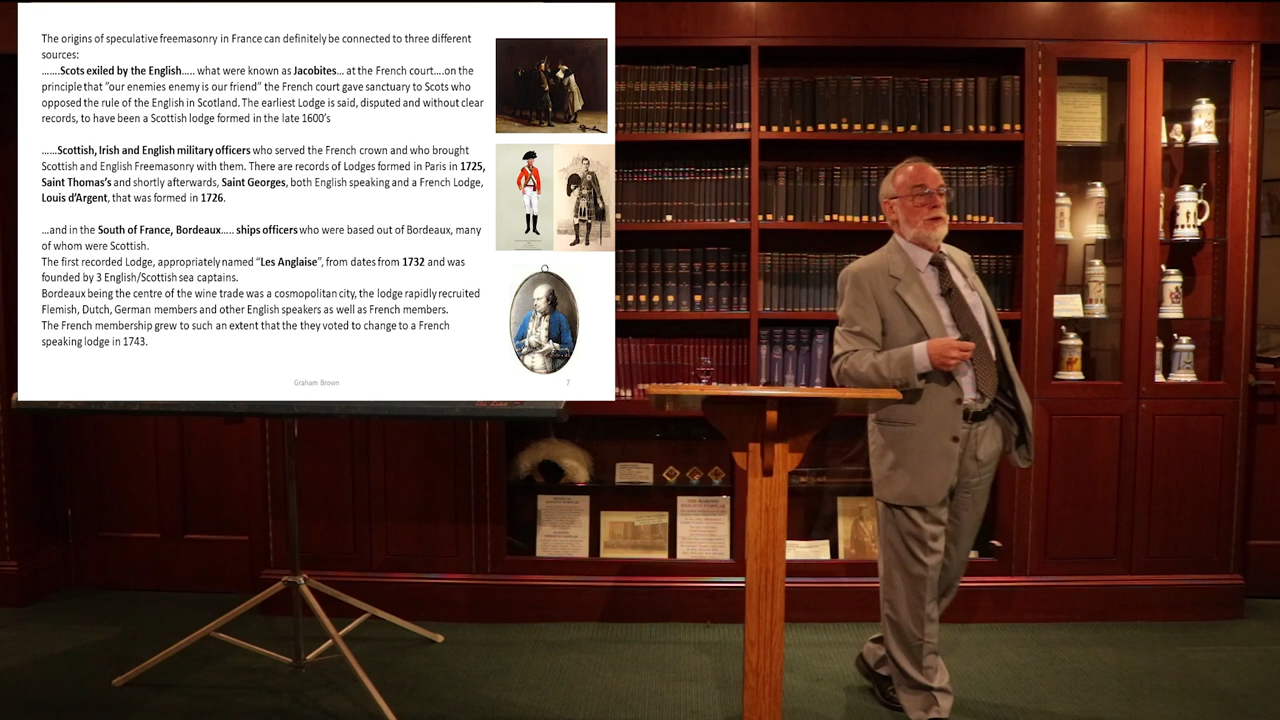 The origins of speculative freemasonry in France can definitely be connected to three different
sources:
.......Scots exiled by the English..... what were known as Jacobites... at the French court....on the
principle that "our enemies enemy is our friend" the French court gave sanctuary to Scots who
opposed the rule of the English in Scotland. The earliest Lodge is said, disputed and without clear
records, to have been a Scottish lodge formed in the late 1600's
......Scottish, Irish and English military officers who served the French crown and who brought
Scottish and English Freemasonry with them. There are records of Lodges formed in Paris in 1725,
Saint Thomas's and shortly afterwards, Saint Georges, both English speaking and a French Lodge,
Louis d'Argent, that was formed in 1726.
...and in the South of France, Bordeaux..... ships officers who were based out of Bordeaux, many
of whom were Scottish.
The first recorded Lodge, appropriately named "Les Anglaise", from dates from 1732 and was
founded by 3 English/Scottish sea captains.
Bordeaux being the centre of the wine trade was a cosmopolitan city, the lodge rapidly recruited
Flemish, Dutch, German members and other English speakers as well as French members.
The French membership grew to such an extent that the they voted to change to a French
speaking lodge in 1743.
Graham Brown
7
KNIGHTS TEMPLAR